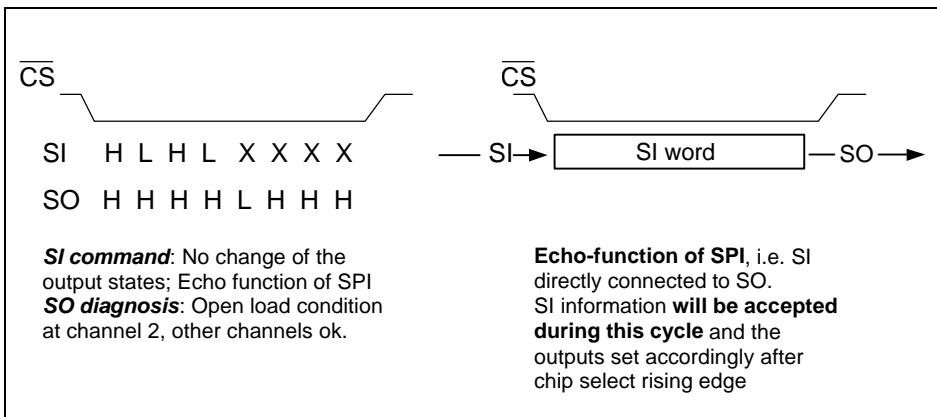 CS
SI H L H L X X X X
SO H H H H L H H H
SI command: No change of the
output states; Echo function of SPI
SO diagnosis: Open load condition
at channel 2, other channels ok.
CS
SI SI word SO
Echo-function of SPI, i.e. SI
directly connected to SO.
SI information will be accepted
during this cycle and the
outputs set accordingly after
chip select rising edge